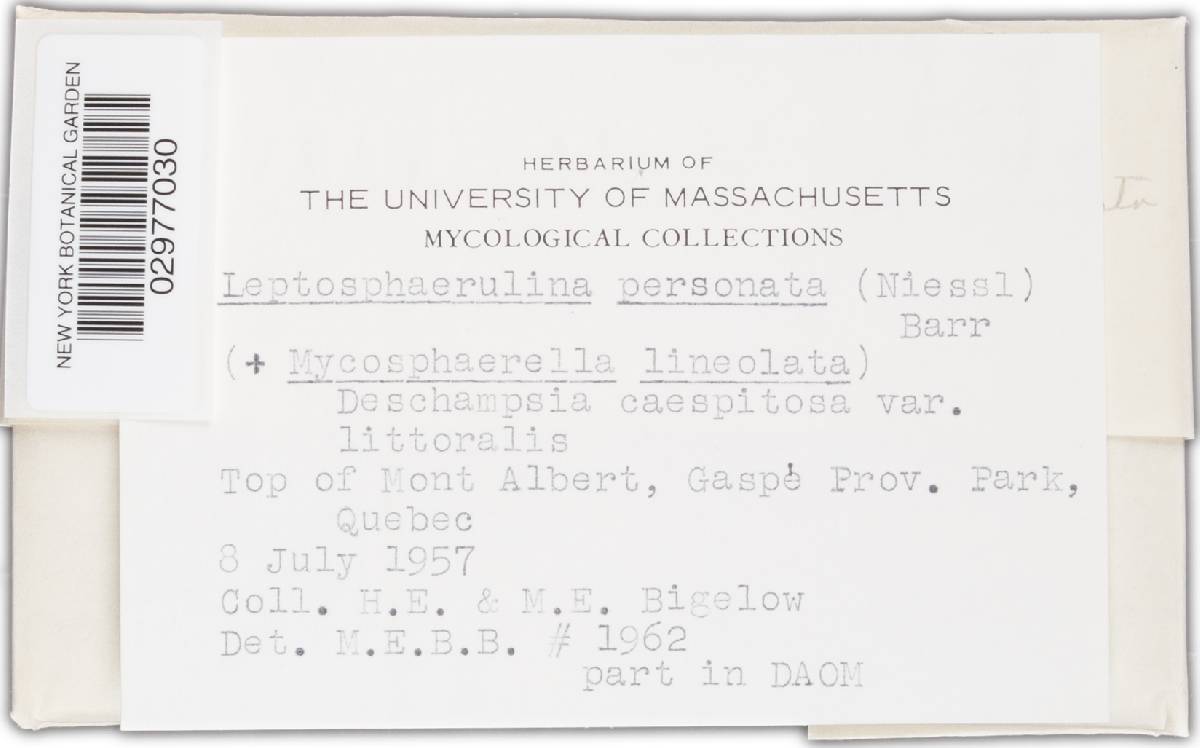 NEW YORK BOTANICAL GARDEN
02977030
HERBARIUM OF
THE UNIVERSITY OF MASSACHUSETTS
MYCOLOGICAL COLLECTIONS
Leptosphaerulina personata (Niessl)
Barr
(+ Mycosphaerella lineolata)
Deschampsia caespitosa var.
littoralis
Top of Mont Albert, Gaspé Prov. Park,
Quebec
8 July 1957
Coll. H.E. & M.E. Bigelow
Det. M.E.B.B. # 1962
part in DAOM